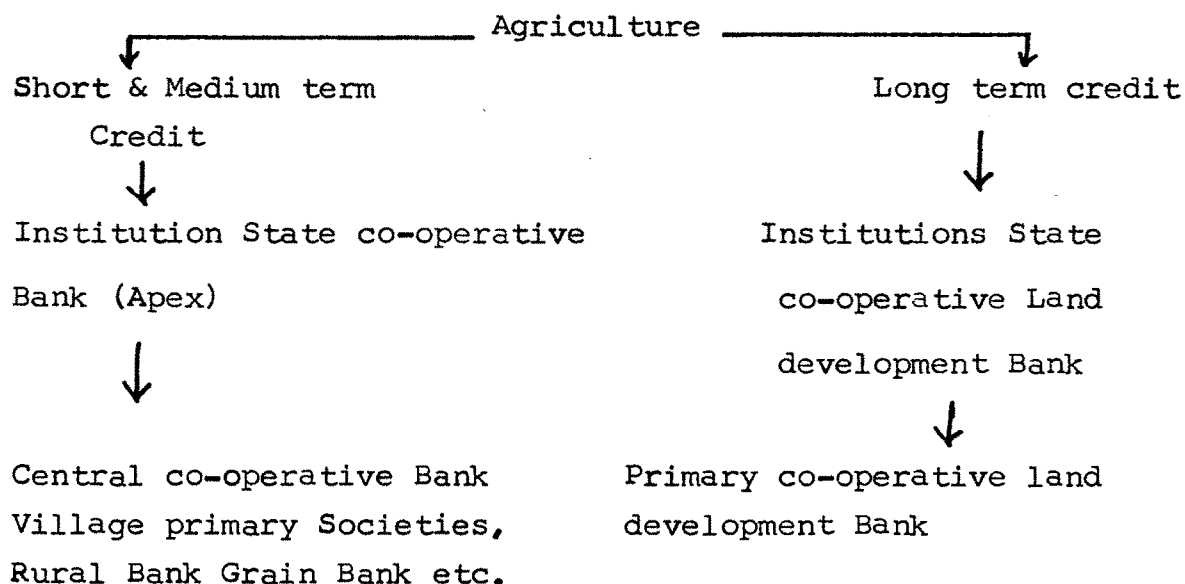 Agriculture
Short & Medium term
Credit
Institution State co-operative
Bank (Apex)
Central co-operative Bank
Village primary Societies,
Rural Bank Grain Bank etc.
Long term credit
Institutions State
co-operative Land
development Bank
Primary co-operative land
development Bank